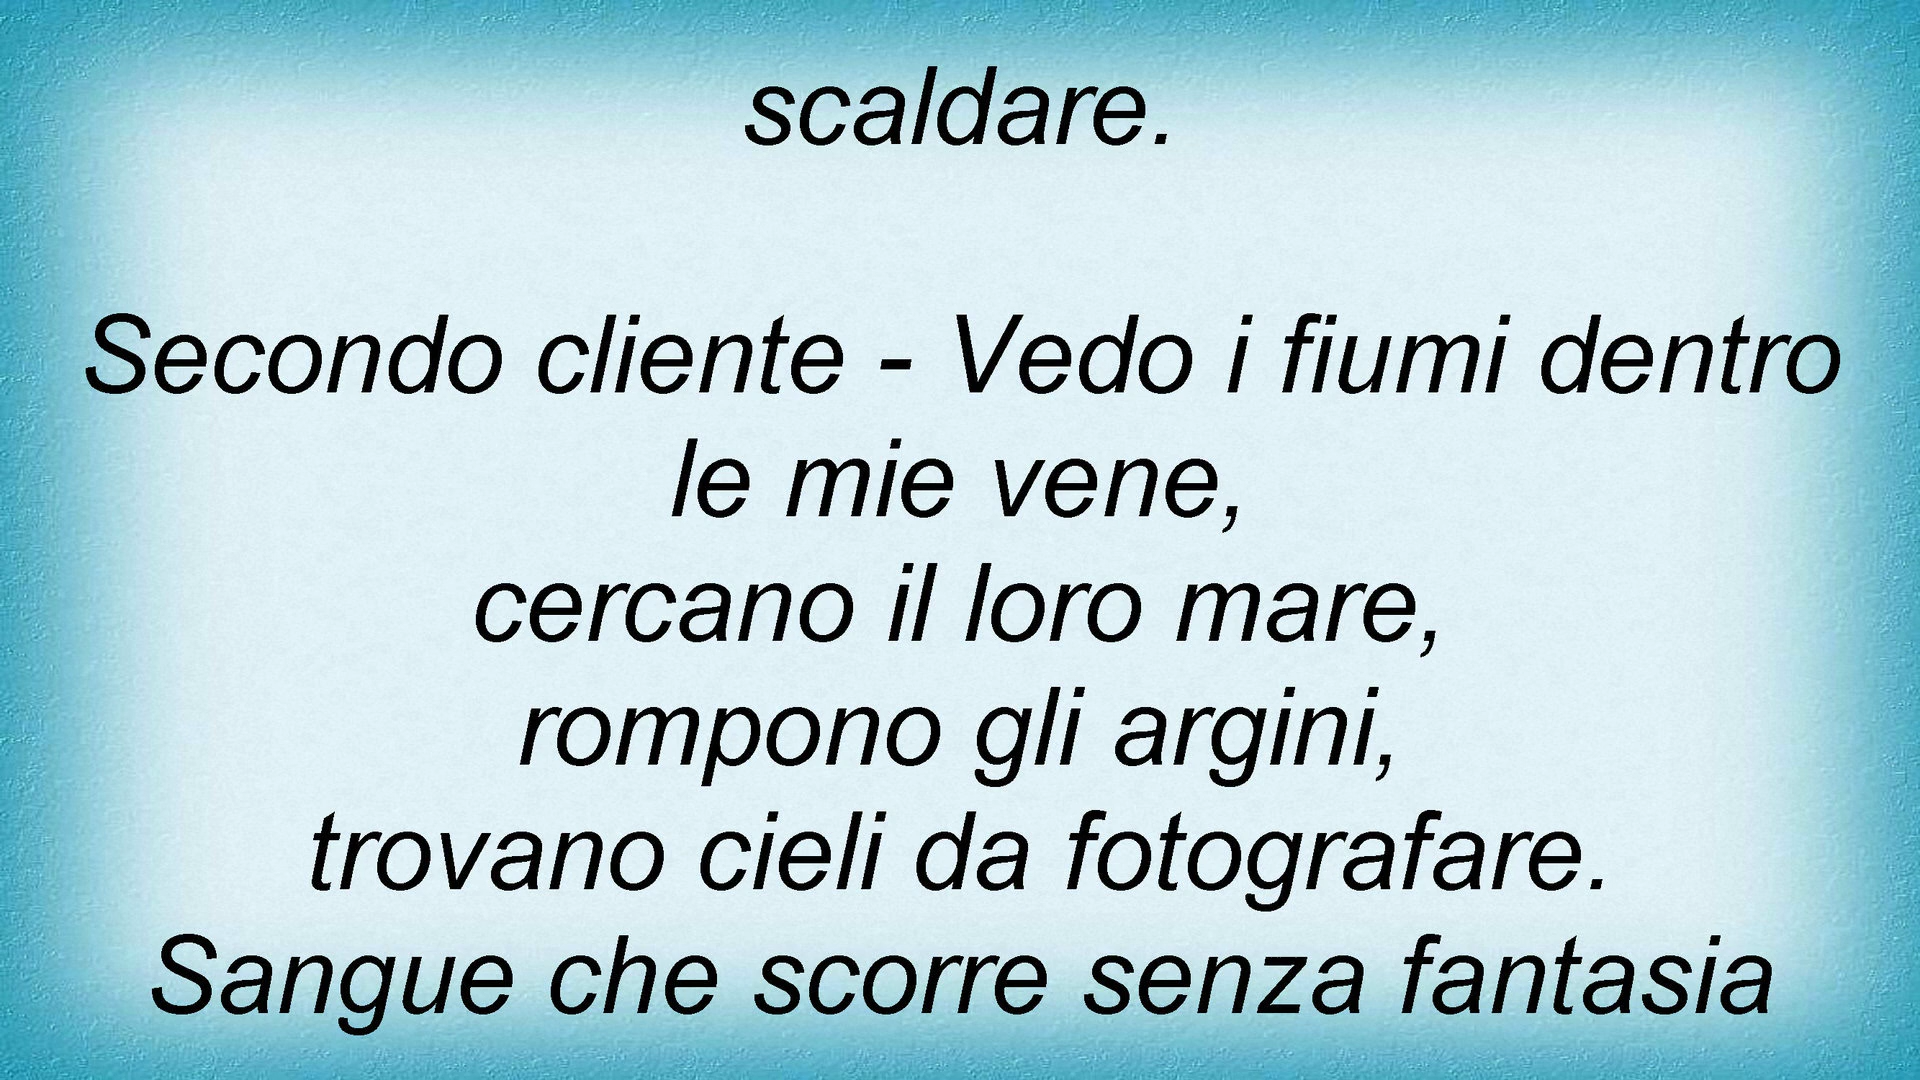 scaldare.
Secondo cliente - Vedo i fiumi dentro
le mie vene,
cercano il loro mare,
rompono gli argini,
trovano cieli da fotografare.
Sangue che scorre senza fantasia